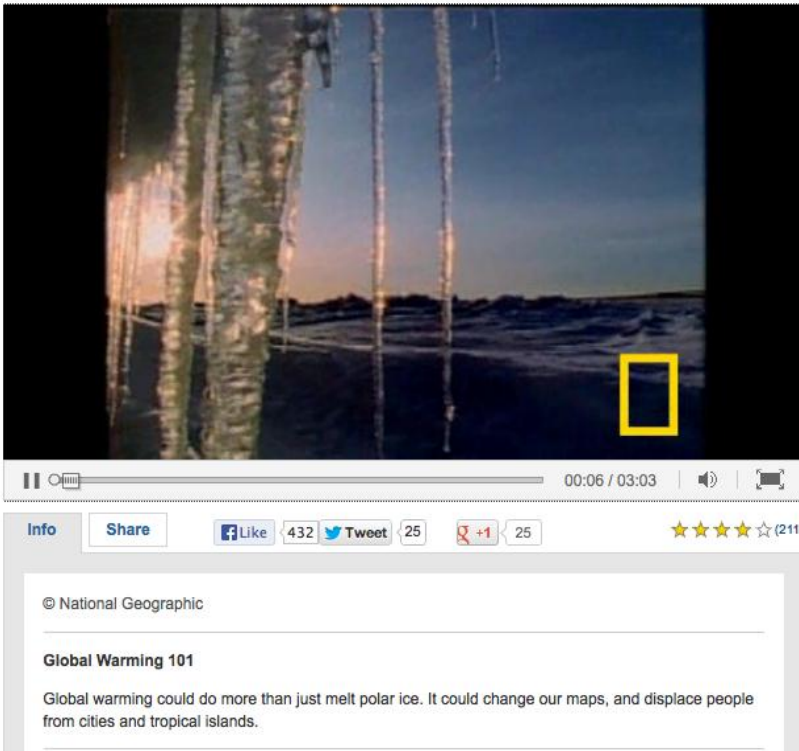 00:06 / 03:03
Info Share Like 432 Tweet 25 g +1 25 (211
© National Geographic
Global Warming 101
Global warming could do more than just melt polar ice. It could change our maps, and displace people
from cities and tropical islands.